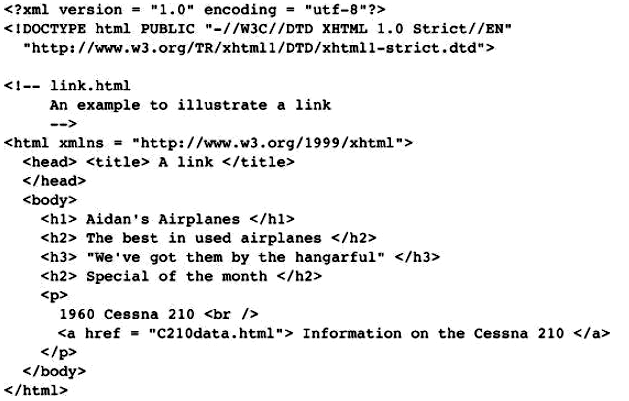 <?xml version = "1.0" encoding = "utf-8"?>
<!DOCTYPE html PUBLIC "-//W3C//DTD XHTML 1.0 Strict//EN"
"http://www.w3.org/TR/xhtml1/DTD/xhtml1-strict.dtd">
<!-- link.html
An example to illustrate a link
-->
<html xmlns = "http://www.w3.org/1999/xhtml">
<head> <title> A link </title>
</head>
<body>
<h1> Aidan's Airplanes </h1>
<h2> The best in used airplanes </h2>
<h3> "We've got them by the hangarful" </h3>
<h2> Special of the month </h2>
<p>
1960 Cessna 210 <br />
<a href = "C210data.html"> Information on the Cessna 210 </a>
</p>
</body>
</html>